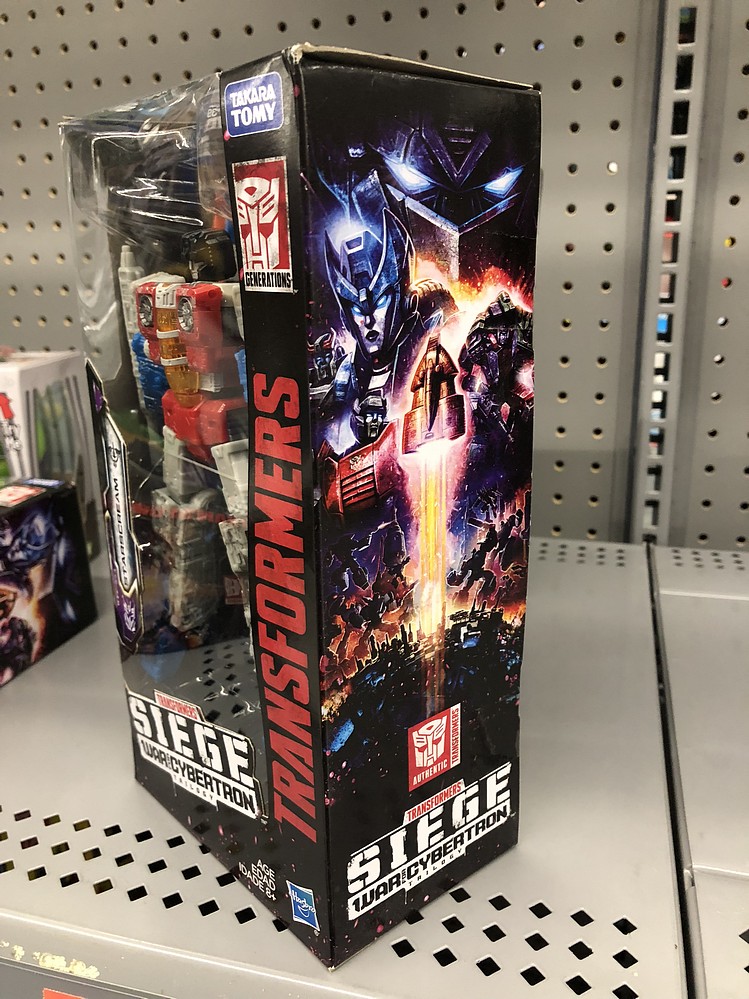 TAKARA
TOMY
GENERATIONS
TRANSFORMERS
STARSCREAM
TRANSFORMERS
SIEGE
WAR FOR CYBERTRON
TRILOGY
AGE
EDAD
IDADE 8+
Hasbro
AUTHENTIC
TRANSFORMERS
TRANSFORMERS
SIEGE
WAR FOR CYBERTRON
TRILOGY